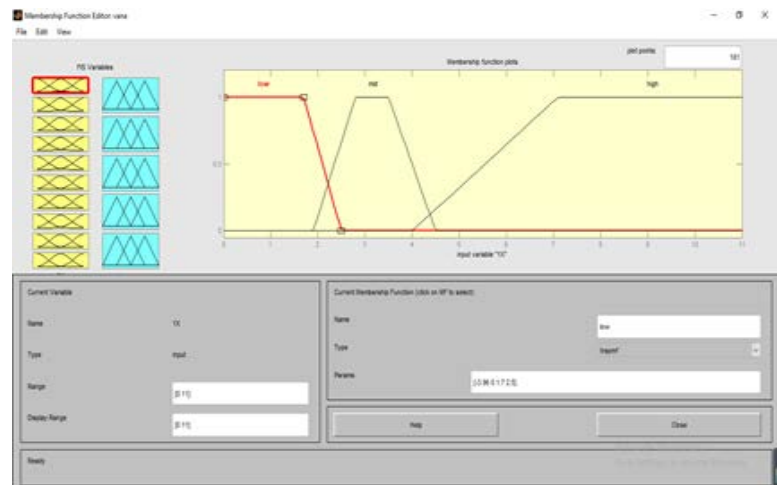 Membership Function Editor: vane
File Edit View
FIS Variables
Membership function plots
plot points:
181
low
mid
high
1
0.5
0
0 1 2 3 4 5 6 7 8 9 10 11
input variable "1X"
Current Variable
Name 1X
Type input
Range [0 11]
Display Range [0 11]
Current Membership Function (click on MF to select)
Name low
Type trapmf
Params
Help
Close
Ready